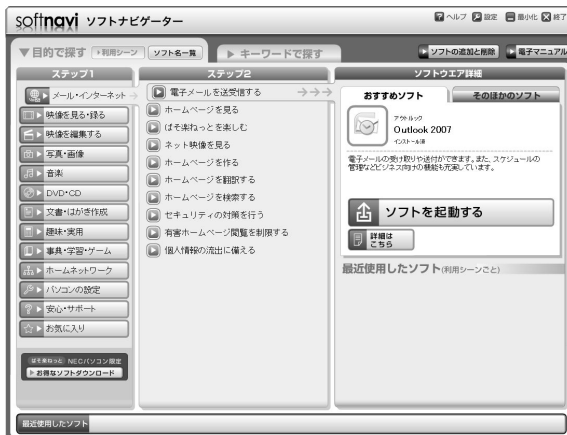 softnavi ソフトナビゲーター
ヘルプ 設定 最小化 終了
▼目的で探す ▶利用シーン ソフト名一覧 ▶ キーワードで探す
ソフトの追加と削除 電子マニュアル
ステップ1
メール・インターネット
映像を見る・録る
映像を編集する
写真・画像
音楽
DVD・CD
文書・はがき作成
趣味・実用
事典・学習・ゲーム
ホームネットワーク
パソコンの設定
安心・サポート
お気に入り
ぱそ楽ねっと NECパソコン限定
お得なソフトダウンロード
ステップ2
電子メールを送受信する →→→
ホームページを見る
ぱそ楽ねっとを楽しむ
ネット映像を見る
ホームページを作る
ホームページを翻訳する
ホームページを検索する
セキュリティの対策を行う
有害ホームページ閲覧を制限する
個人情報の流出に備える
ソフトウエア詳細
おすすめソフト そのほかのソフト
アウトルック
Outlook 2007
インストール済
電子メールの受け取りや送付ができます。また、スケジュールの
管理などビジネス向けの機能も充実しています。
ソフトを起動する
詳細は
こちら
最近使用したソフト(利用シーンごと)
最近使用したソフト